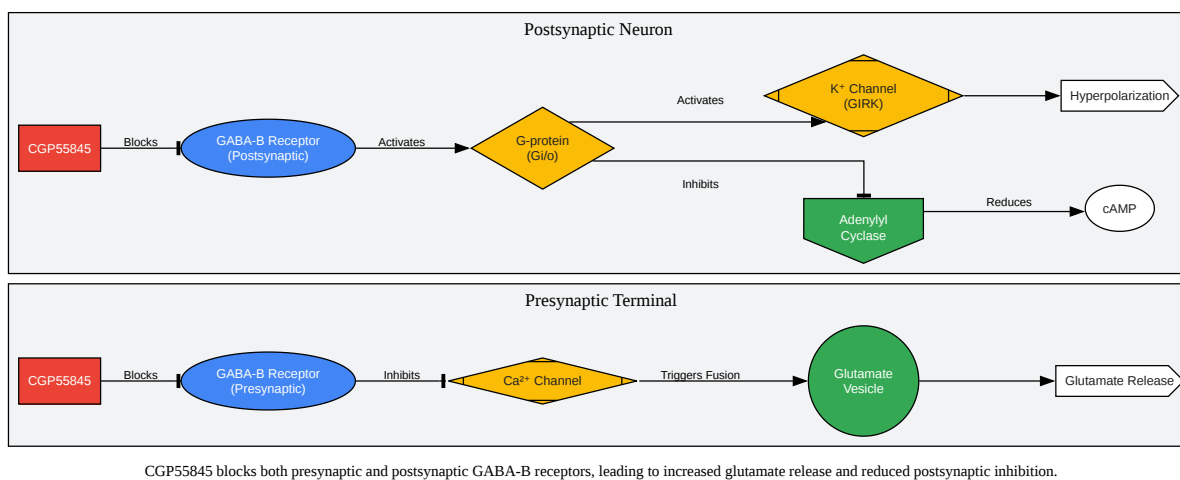 Postsynaptic Neuron
CGP55845
Blocks
GABA-B Receptor
(Postsynaptic)
Activates
G-protein
(Gi/o)
Activates
K⁺ Channel
(GIRK)
Hyperpolarization
Inhibits
Adenylyl
Cyclase
Reduces
cAMP
Presynaptic Terminal
CGP55845
Blocks
GABA-B Receptor
(Presynaptic)
Inhibits
Ca²⁺ Channel
Triggers Fusion
Glutamate
Vesicle
Glutamate Release
CGP55845 blocks both presynaptic and postsynaptic GABA-B receptors, leading to increased glutamate release and reduced postsynaptic inhibition.